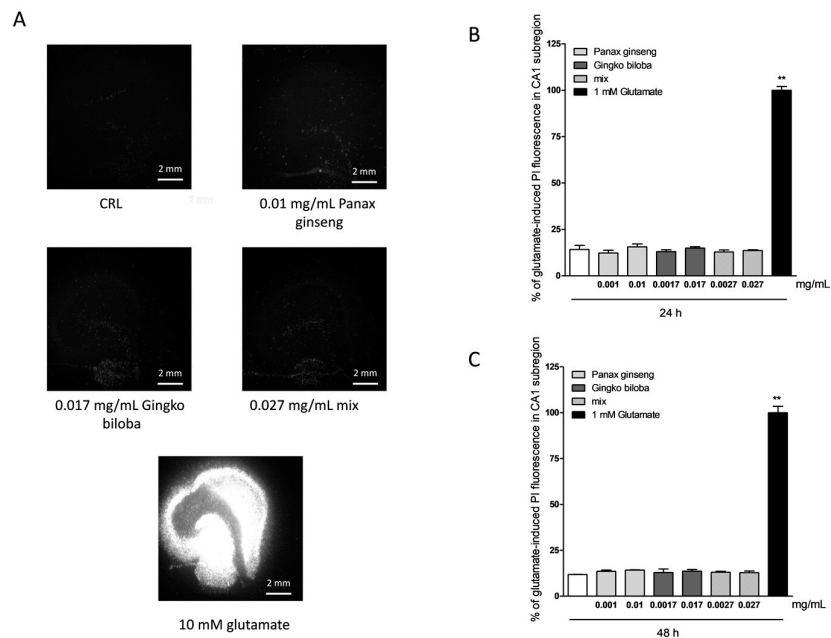 A
2 mm
2 mm
CRL
2 mm
0.01 mg/mL Panax
ginseng
2 mm
2 mm
0.017 mg/mL Gingko
biloba
0.027 mg/mL mix
2 mm
10 mM glutamate
B
% of glutamate-induced PI fluorescence in CA1 subregion
125
100
75
50
25
0
Panax ginseng
Gingko biloba
mix
1 mM Glutamate
**
0.001 0.01 0.0017 0.017 0.0027 0.027 mg/mL
24 h
C
% of glutamate-induced PI fluorescence in CA1 subregion
125
100
75
50
25
0
Panax ginseng
Gingko biloba
mix
1 mM Glutamate
**
0.001 0.01 0.0017 0.017 0.0027 0.027 mg/mL
48 h